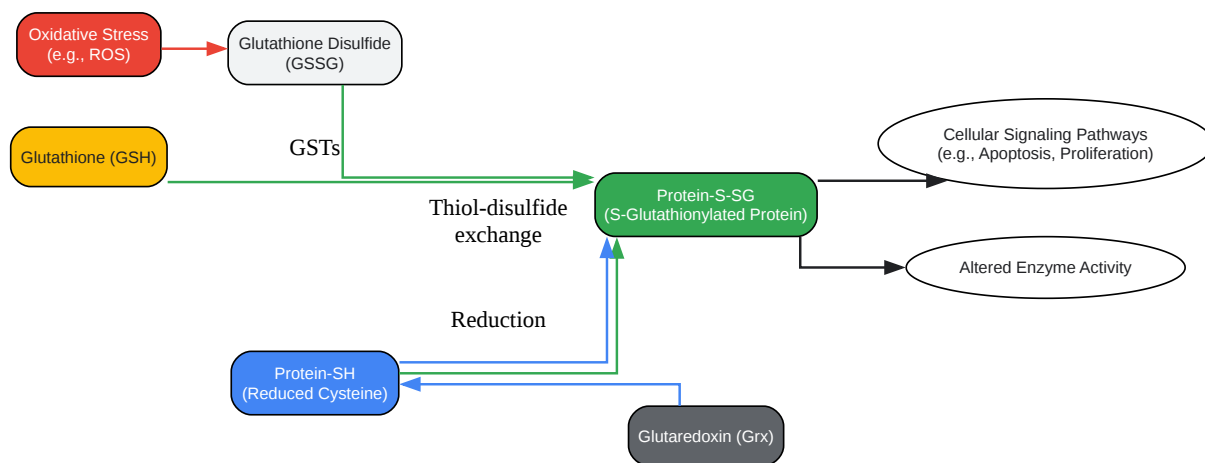 Oxidative Stress
(e.g., ROS)
Glutathione Disulfide
(GSSG)
Glutathione (GSH)
GSTs
Cellular Signaling Pathways
(e.g., Apoptosis, Proliferation)
Protein-S-SG
(S-Glutathionylated Protein)
Thiol-disulfide
exchange
Altered Enzyme Activity
Reduction
Protein-SH
(Reduced Cysteine)
Glutaredoxin (Grx)